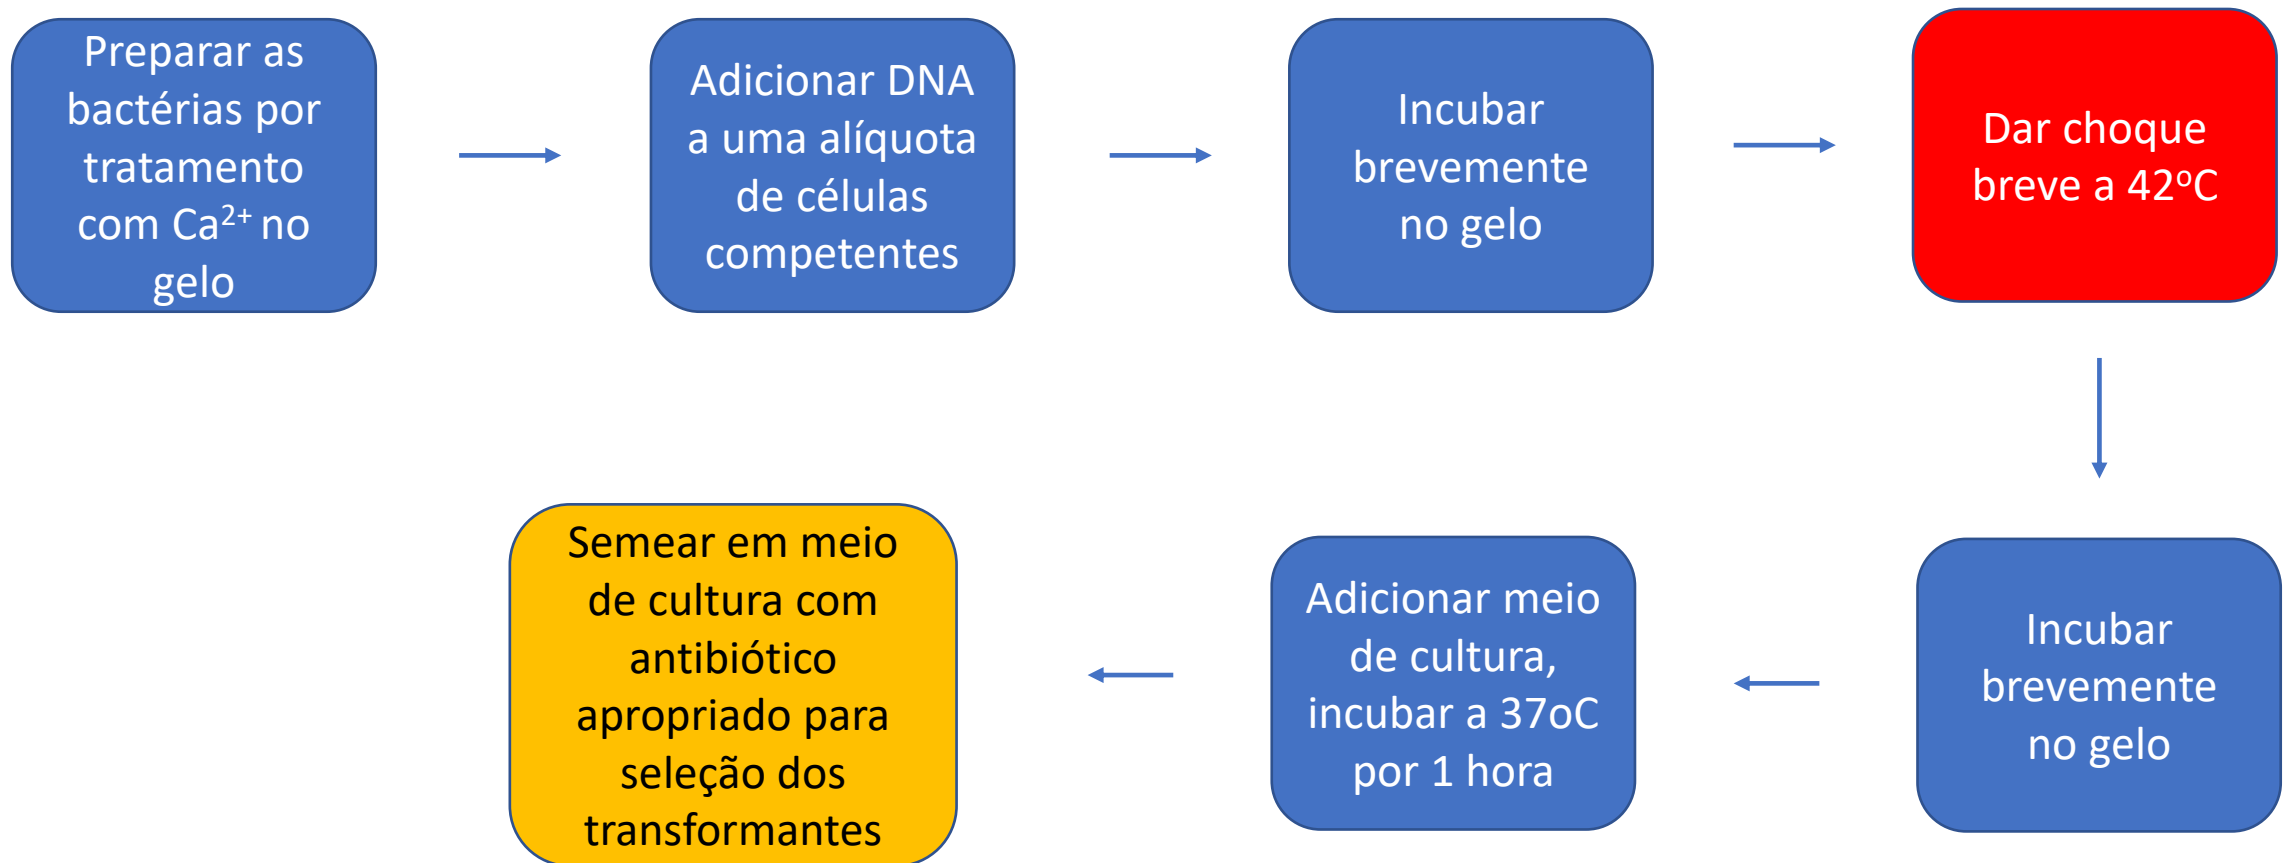 Preparar as
bactérias por
tratamento
com Ca²⁺ no
gelo
Adicionar DNA
a uma alíquota
de células
competentes
Incubar
brevemente
no gelo
Dar choque
breve a 42ºC
Incubar
brevemente
no gelo
Adicionar meio
de cultura,
incubar a 37oC
por 1 hora
Semear em meio
de cultura com
antibiótico
apropriado para
seleção dos
transformantes